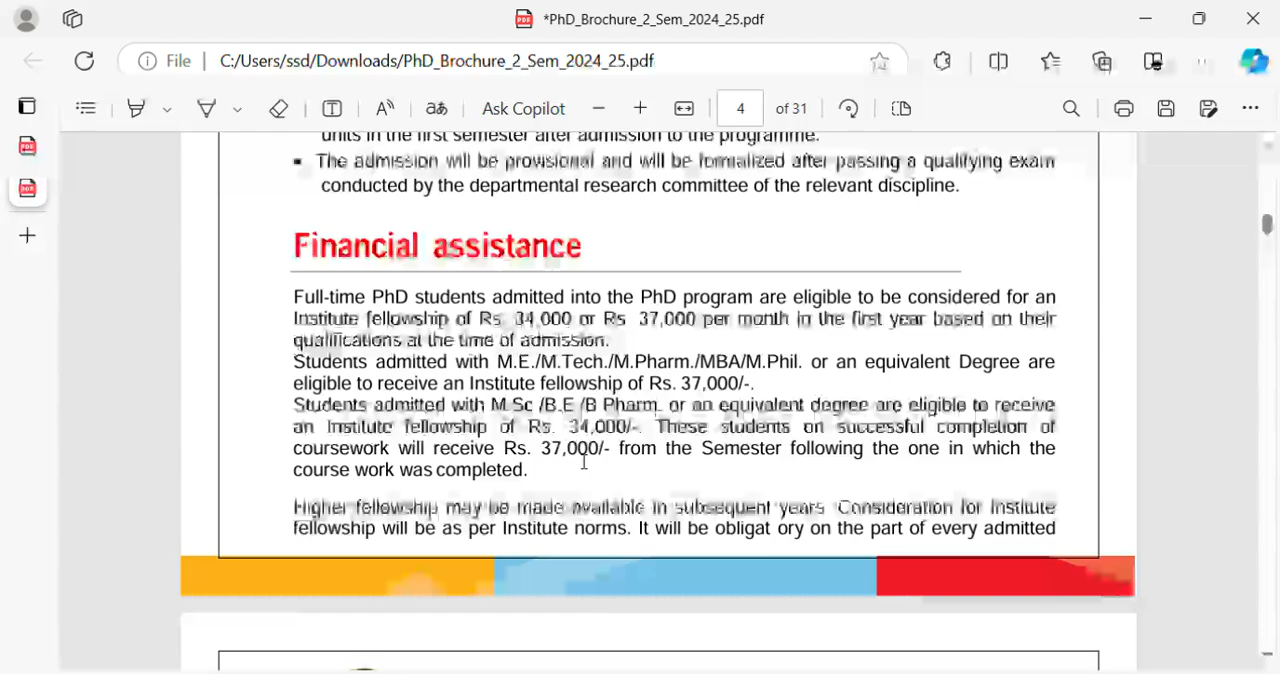 *PhD_Brochure_2_Sem_2024_25.pdf
File | C:/Users/ssd/Downloads/PhD_Brochure_2_Sem_2024_25.pdf
Ask Copilot 4 of 31
units in the first semester after admission to the programme.
▪ The admission will be provisional and will be formalized after passing a qualifying exam
conducted by the departmental research committee of the relevant discipline.
Financial assistance
Full-time PhD students admitted into the PhD program are eligible to be considered for an
Institute fellowship of Rs. 34,000 or Rs 37,000 per month in the first year based on their
qualifications at the time of admission.
Students admitted with M.E./M.Tech./M.Pharm./MBA/M.Phil. or an equivalent Degree are
eligible to receive an Institute fellowship of Rs. 37,000/-.
Students admitted with M.Sc /B.E /B Pharm. or an equivalent degree are eligible to receive
an Institute fellowship of Rs. 34,000/-. These students on successful completion of
coursework will receive Rs. 37,000/- from the Semester following the one in which the
course work was completed.
Higher fellowship may be made available in subsequent years. Consideration for Institute
fellowship will be as per Institute norms. It will be obligat ory on the part of every admitted